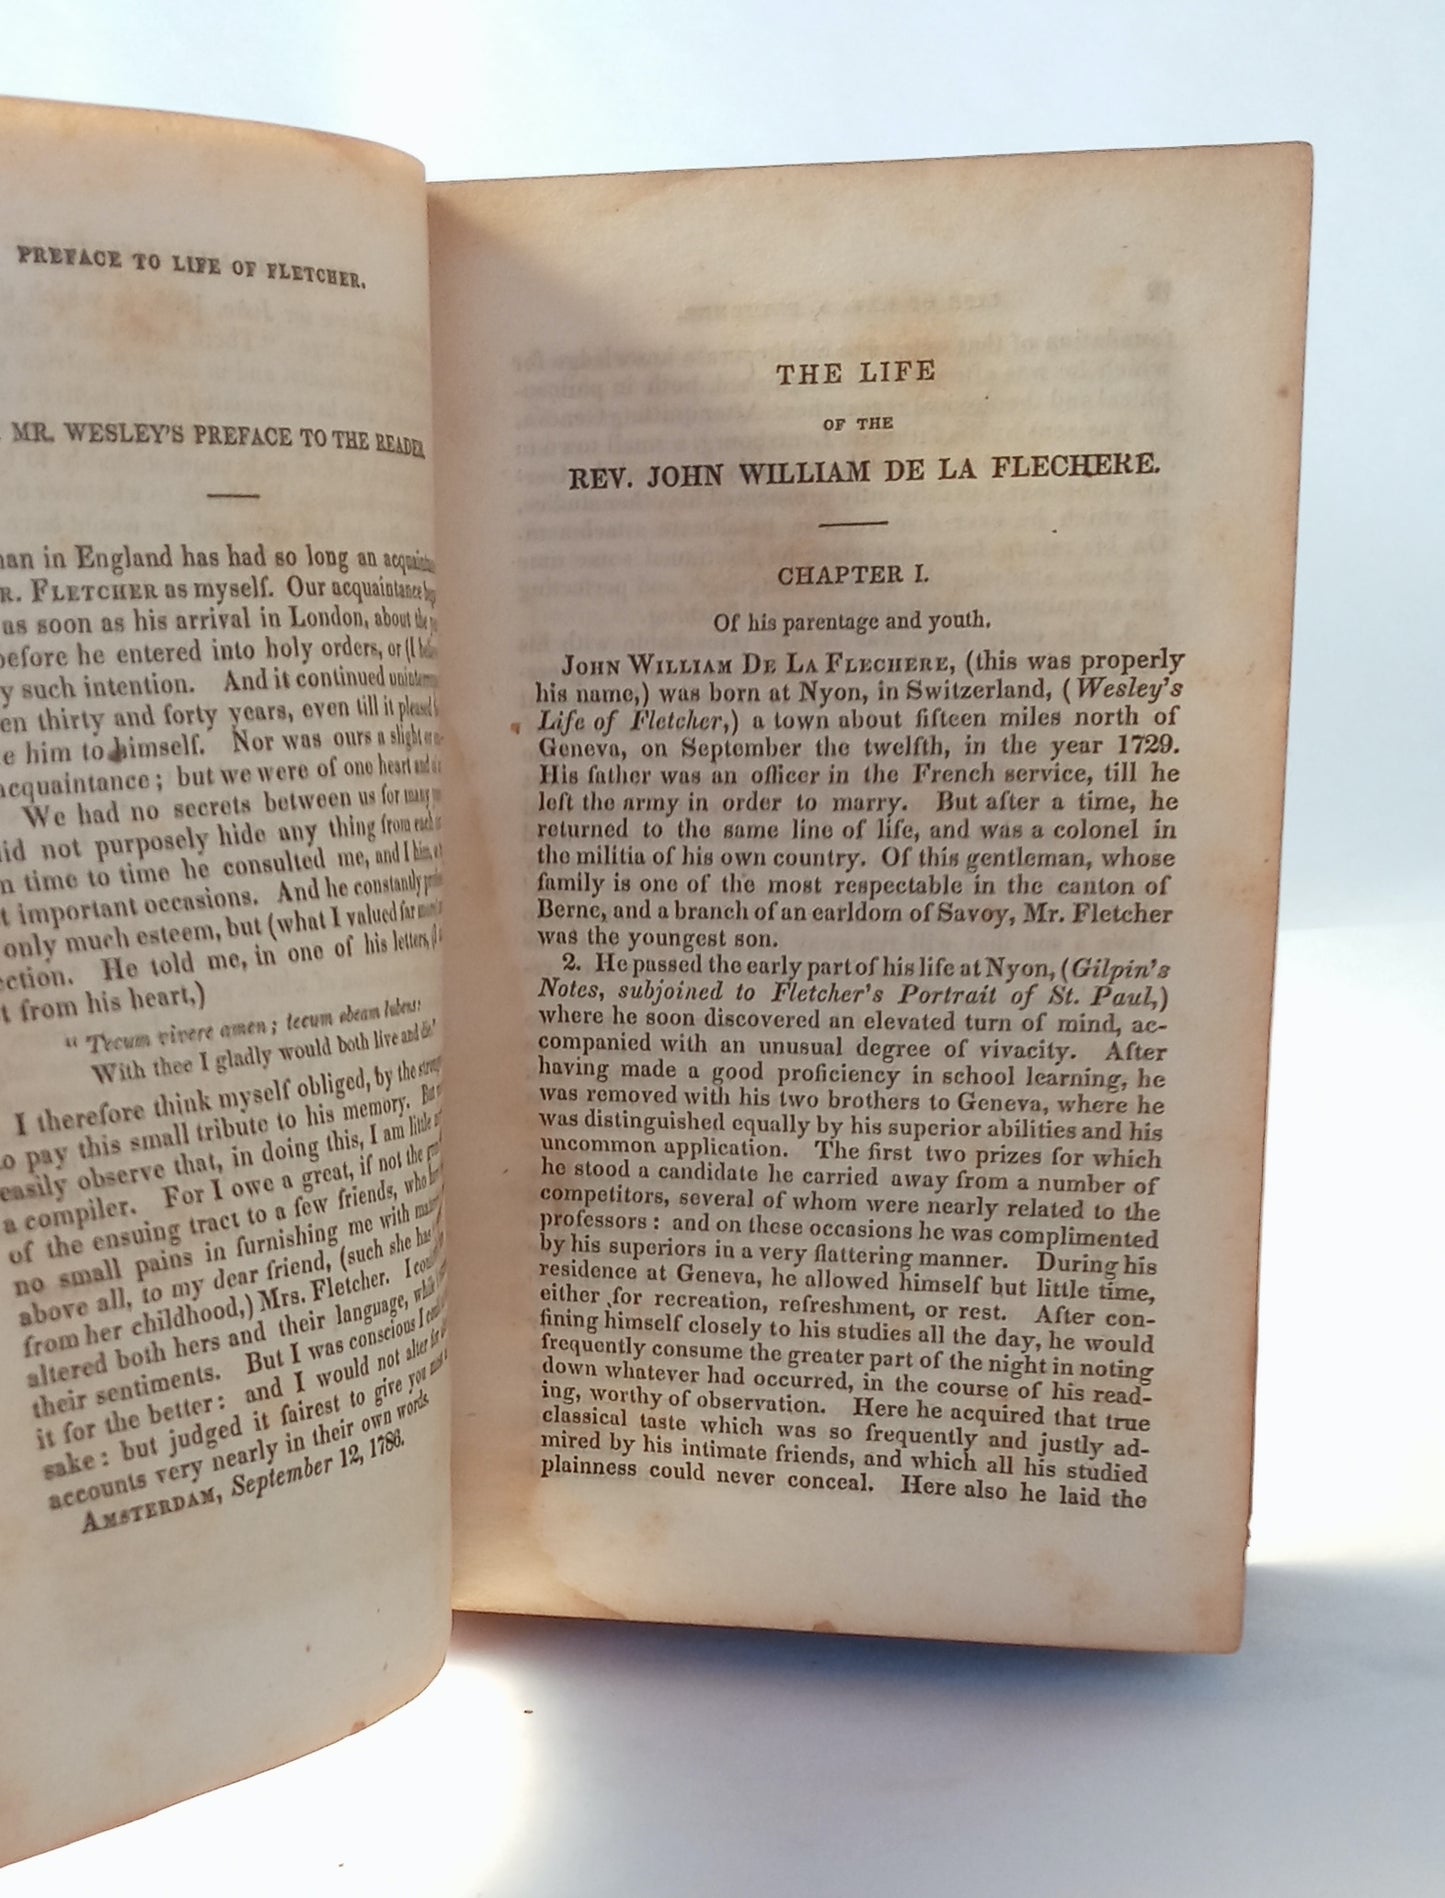 PREFACE TO LIFE OF FLETCHER.
MR. WESLEY'S PREFACE TO THE READER
in England has had so long an
FLETCHER as myself. Our acquaintance
as soon as his arrival in London, about the
before he entered into holy orders, or (I
such intention. And it continued
thirty and forty years, even till it pleased
him to himself. Nor was ours a slight or
acquaintance; but we were of one heart and
We had no secrets between us for many
did not purposely hide any thing from each
time to time he consulted me, and I him,
important occasions. And he constantly
only much esteem, but (what I valued far
He told me, in one of his letters,
from his heart,)
"Tecum vivere amem; tecum obeam lubens:
With thee I gladly would both live and die"
I therefore think myself obliged, by the
to pay this small tribute to his memory. But
easily observe that, in doing this, I am little
a compiler. For I owe a great, if not the
of the ensuing tract to a few friends, who
no small pains in furnishing me with
above all, to my dear friend, (such she has
from her childhood,) Mrs. Fletcher. I
altered both hers and their language,
their sentiments. But I was conscious I
it for the better: and I would not alter for
sake: but judged it fairest to give you
accounts very nearly in their own words.
AMSTERDAM, September 12, 1786.
THE LIFE
OF THE
REV. JOHN WILLIAM DE LA FLECHERE.
CHAPTER I.
Of his parentage and youth.
JOHN WILLIAM DE LA FLECHERE, (this was properly
his name,) was born at Nyon, in Switzerland, (Wesley's
Life of Fletcher,) a town about fifteen miles north of
Geneva, on September the twelfth, in the year 1729.
His father was an officer in the French service, till he
left the army in order to marry. But after a time, he
returned to the same line of life, and was a colonel in
the militia of his own country. Of this gentleman, whose
family is one of the most respectable in the canton of
Berne, and a branch of an earldom of Savoy, Mr. Fletcher
was the youngest son.
2. He passed the early part of his life at Nyon, (Gilpin's
Notes, subjoined to Fletcher's Portrait of St. Paul,)
where he soon discovered an elevated turn of mind, ac-
companied with an unusual degree of vivacity. After
having made a good proficiency in school learning, he
was removed with his two brothers to Geneva, where he
was distinguished equally by his superior abilities and his
uncommon application. The first two prizes for which
he stood a candidate he carried away from a number of
competitors, several of whom were nearly related to the
professors: and on these occasions he was complimented
by his superiors in a very flattering manner. During his
residence at Geneva, he allowed himself but little time,
either for recreation, refreshment, or rest. After con-
fining himself closely to his studies all the day, he would
frequently consume the greater part of the night in noting
down whatever had occurred, in the course of his read-
ing, worthy of observation. Here he acquired that true
classical taste which was so frequently and justly ad-
mired by his intimate friends, and which all his studied
plainness could never conceal. Here also he laid the